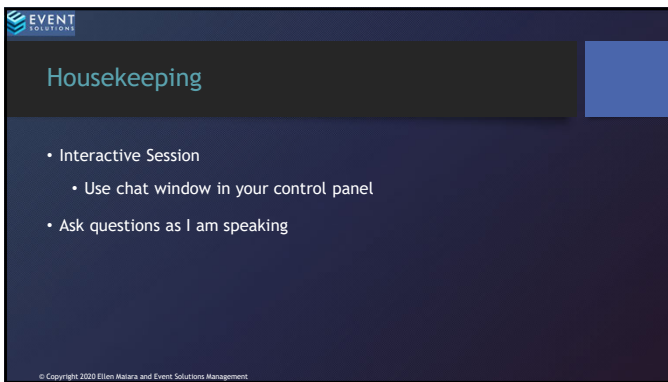 EVENT
SOLUTIONS
Housekeeping
• Interactive Session
• Use chat window in your control panel
• Ask questions as I am speaking
© Copyright 2020 Ellen Maiara and Event Solutions Management